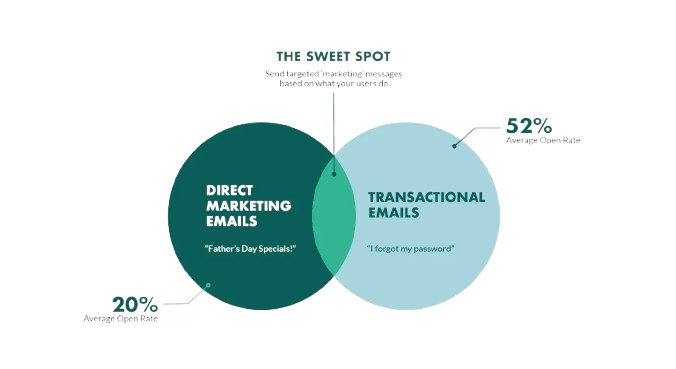 THE SWEET SPOT
Send targeted 'marketing' messages
based on what your users do
52%
Average Open Rate
DIRECT
MARKETING
EMAILS
"Father's Day Specials!"
TRANSACTIONAL
EMAILS
"I forgot my password"
20%
Average Open Rate